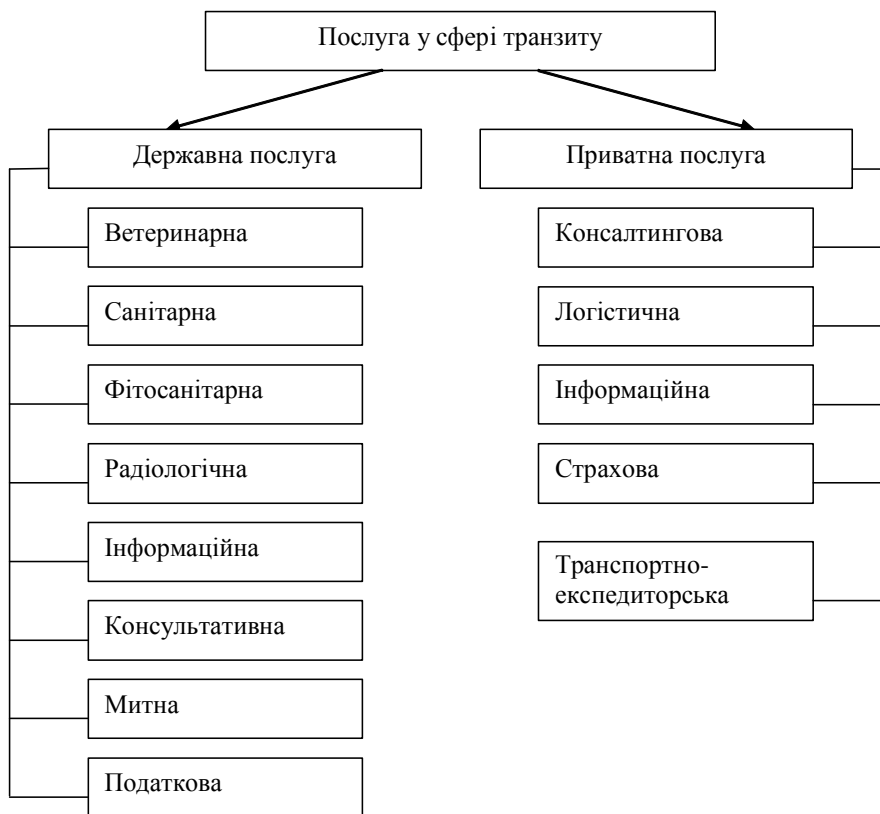 Послуга у сфері транзиту
Державна послуга
Ветеринарна
Санітарна
Фітосанітарна
Радіологічна
Інформаційна
Консультативна
Митна
Податкова
Приватна послуга
Консалтингова
Логістична
Інформаційна
Страхова
Транспортно-
експедиторська